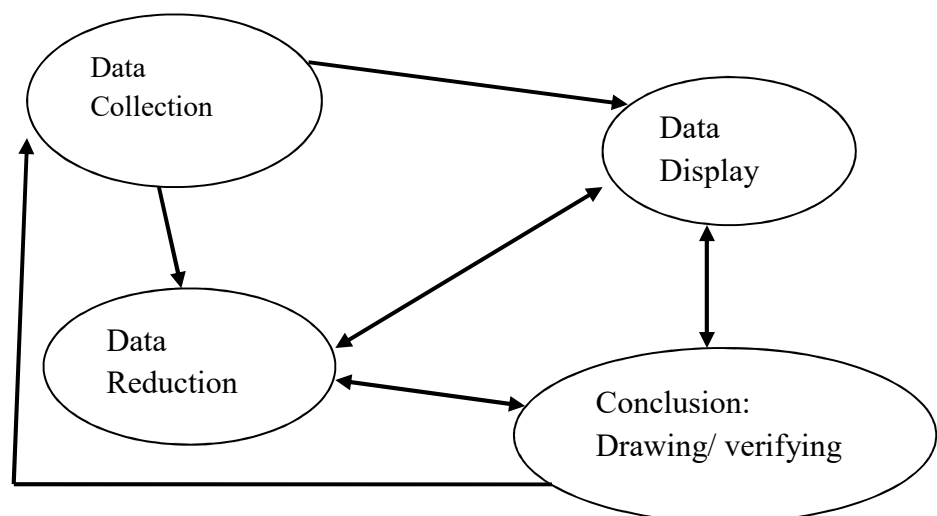 Data
Collection
Data
Display
Data
Reduction
Conclusion:
Drawing/ verifying